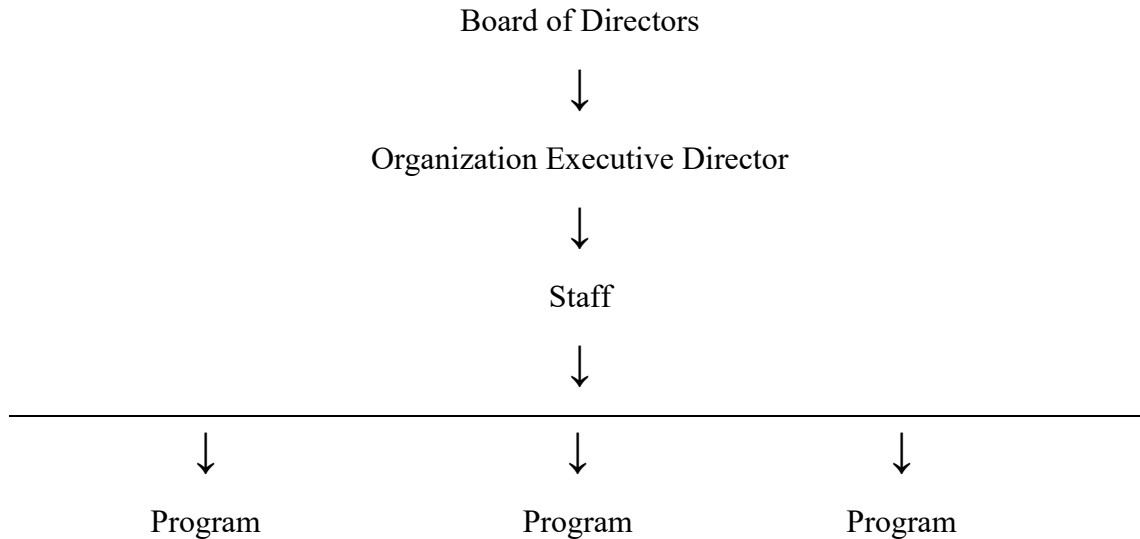 Board of Directors
Organization Executive Director
Staff
Program Program Program